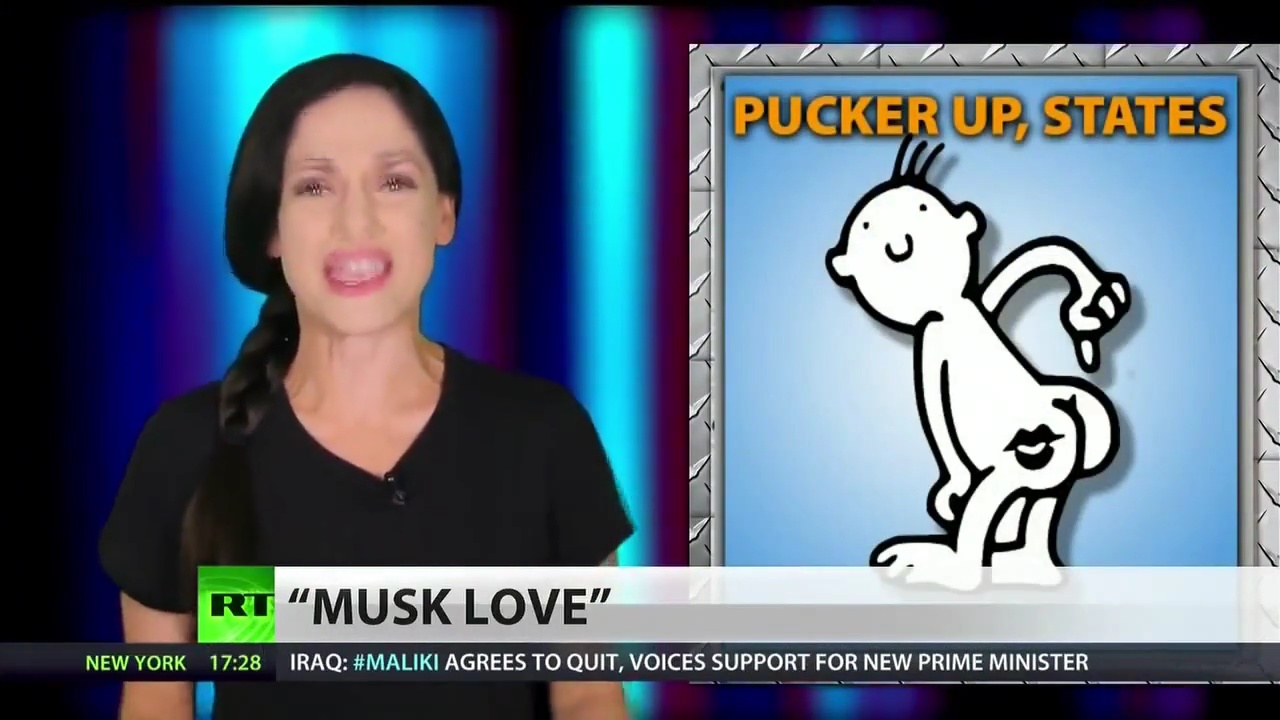 PUCKER UP, STATES
RT "MUSK LOVE"
NEW YORK 17:28 IRAQ: #MALIKI AGREES TO QUIT, VOICES SUPPORT FOR NEW PRIME MINISTER